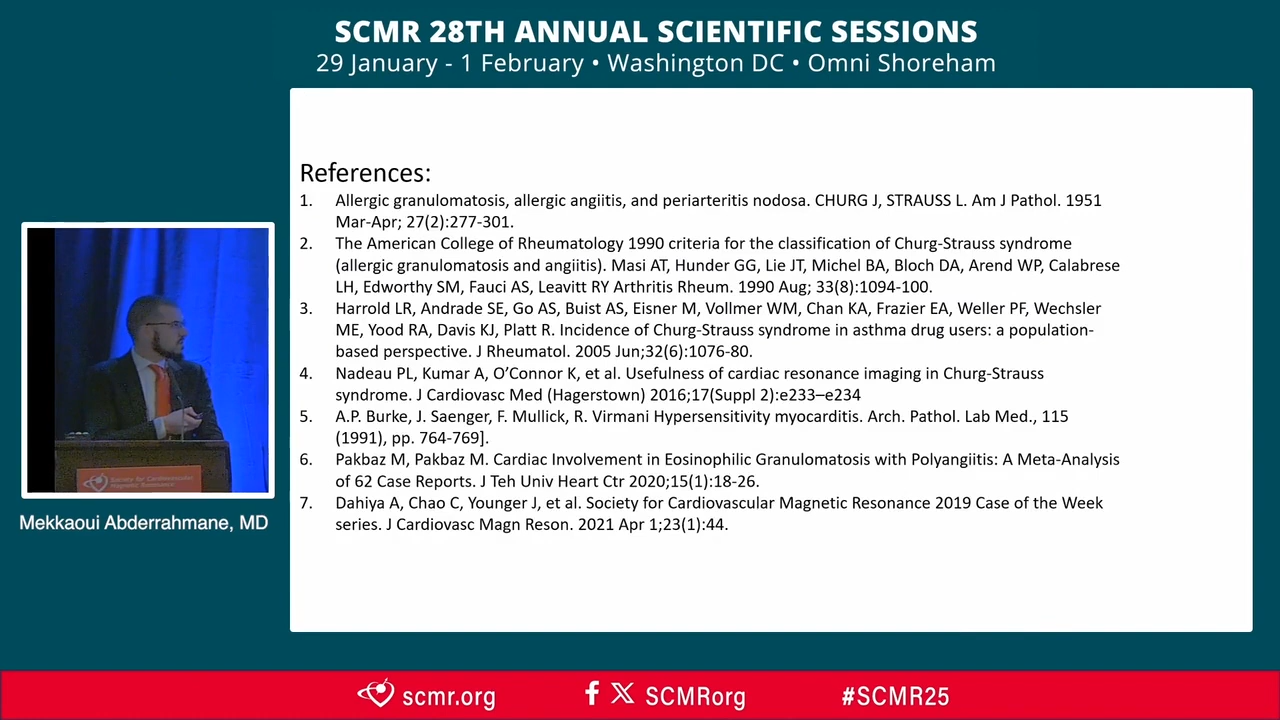 SCMR 28TH ANNUAL SCIENTIFIC SESSIONS
29 January - 1 February • Washington DC • Omni Shoreham
References:
1. Allergic granulomatosis, allergic angiitis, and periarteritis nodosa. CHURG J, STRAUSS L. Am J Pathol. 1951
Mar-Apr; 27(2):277-301.
2. The American College of Rheumatology 1990 criteria for the classification of Churg-Strauss syndrome
(allergic granulomatosis and angiitis). Masi AT, Hunder GG, Lie JT, Michel BA, Bloch DA, Arend WP, Calabrese
LH, Edworthy SM, Fauci AS, Leavitt RY Arthritis Rheum. 1990 Aug; 33(8):1094-100.
3. Harrold LR, Andrade SE, Go AS, Buist AS, Eisner M, Vollmer WM, Chan KA, Frazier EA, Weller PF, Wechsler
ME, Yood RA, Davis KJ, Platt R. Incidence of Churg-Strauss syndrome in asthma drug users: a population-
based perspective. J Rheumatol. 2005 Jun;32(6):1076-80.
4. Nadeau PL, Kumar A, O’Connor K, et al. Usefulness of cardiac resonance imaging in Churg-Strauss
syndrome. J Cardiovasc Med (Hagerstown) 2016;17(Suppl 2):e233–e234
5. A.P. Burke, J. Saenger, F. Mullick, R. Virmani Hypersensitivity myocarditis. Arch. Pathol. Lab Med., 115
(1991), pp. 764-769].
6. Pakbaz M, Pakbaz M. Cardiac Involvement in Eosinophilic Granulomatosis with Polyangiitis: A Meta-Analysis
of 62 Case Reports. J Teh Univ Heart Ctr 2020;15(1):18-26.
7. Dahiya A, Chao C, Younger J, et al. Society for Cardiovascular Magnetic Resonance 2019 Case of the Week
series. J Cardiovasc Magn Reson. 2021 Apr 1;23(1):44.
Society for Cardiovascular
Magnetic Resonance
Mekkaoui Abderrahmane, MD
scmr.org
SCMRorg
#SCMR25